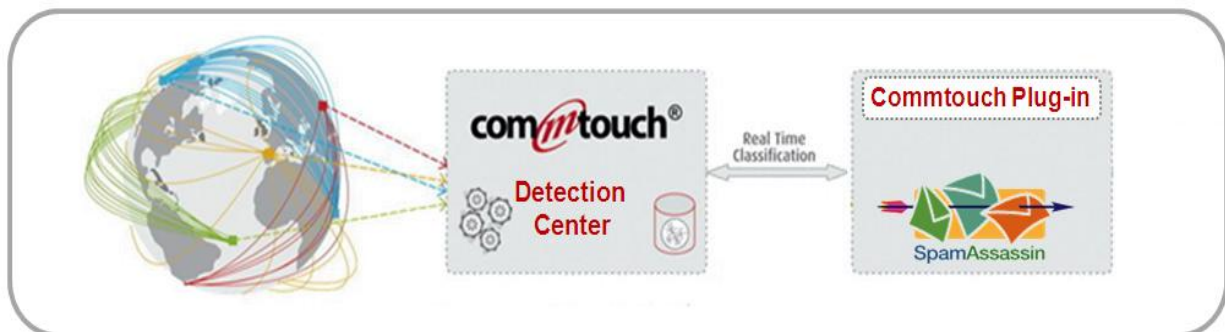 commtouch®
Detection
Center
Real Time
Classification
Commtouch Plug-in
SpamAssassin